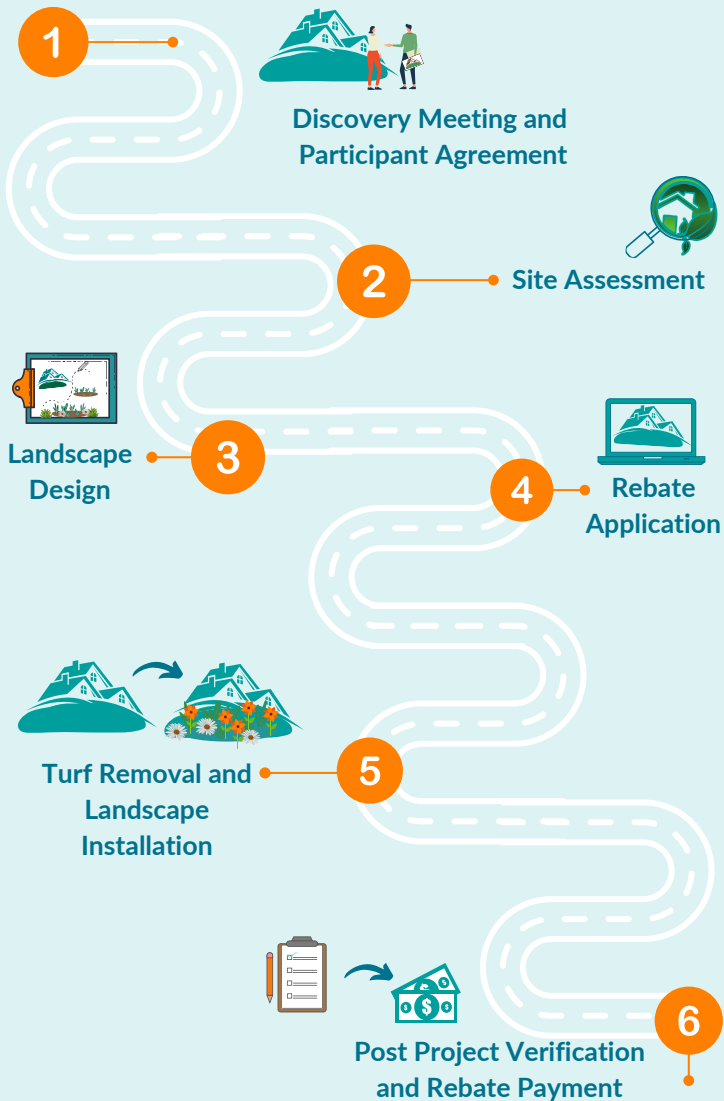 1
Discovery Meeting and
Participant Agreement
2
Site Assessment
3
Landscape
Design
4
Rebate
Application
5
Turf Removal and
Landscape
Installation
6
Post Project Verification
and Rebate Payment
$
$
$
$